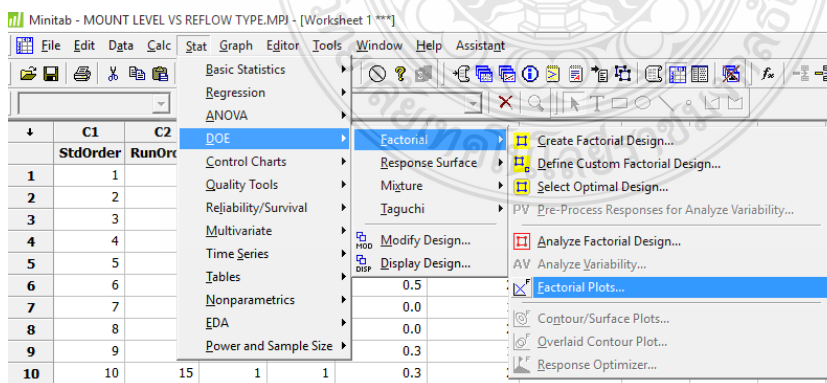 Minitab - MOUNT LEVEL VS REFLOW TYPE.MPJ - [Worksheet 1 ***]
File Edit Data Calc Stat Graph Editor Tools Window Help Assistant
Basic Statistics
Regression
ANOVA
DOE
Control Charts
Quality Tools
Reliability/Survival
Multivariate
Time Series
Tables
Nonparametrics
EDA
Power and Sample Size
Factorial
Response Surface
Mixture
Taguchi
MOD Modify Design...
DISP Display Design...
Create Factorial Design...
Define Custom Factorial Design...
Select Optimal Design...
PV Pre-Process Responses for Analyze Variability...
Analyze Factorial Design...
AV Analyze Variability...
Factorial Plots...
Contour/Surface Plots...
Overlaid Contour Plot...
Response Optimizer...
C1 C2
StdOrder RunOrd
1 1
2 2
3 3
4 4
5 5
6 6 0.5
7 7 0.0
8 8 0.0
9 9 0.3
10 10 15 1 1 0.3